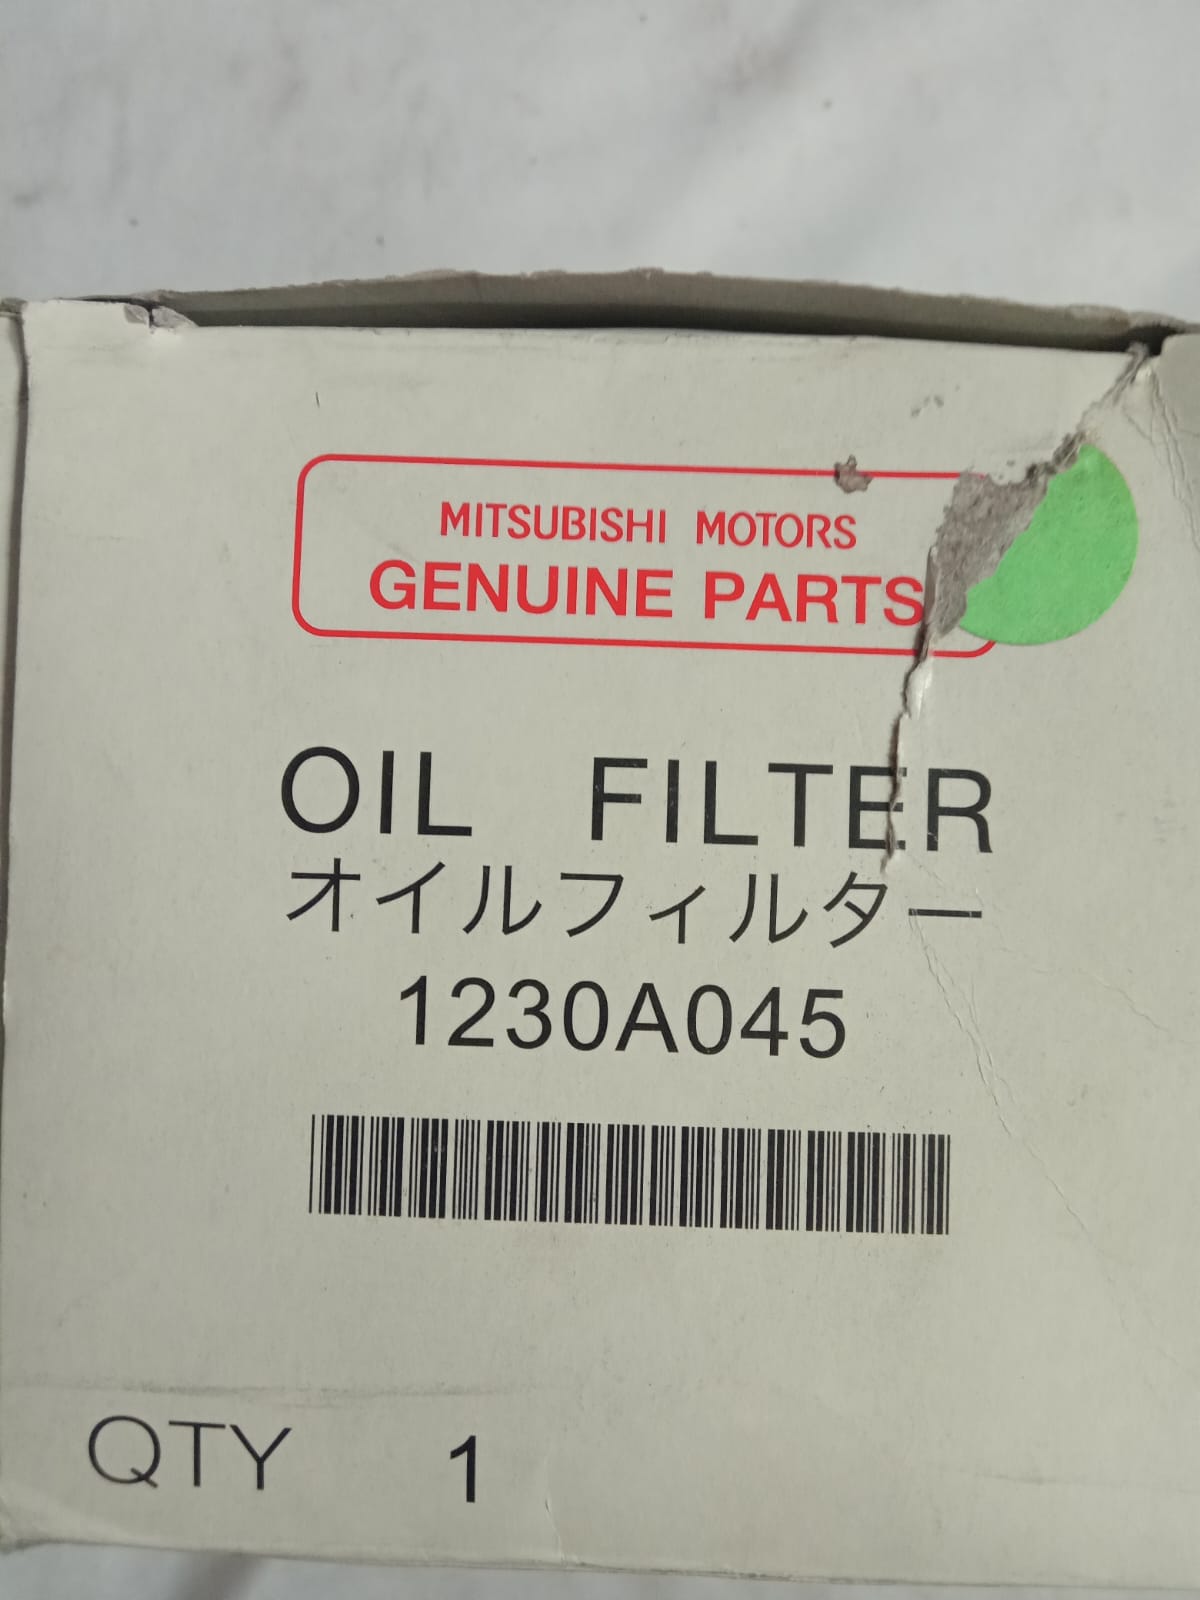 MITSUBISHI MOTORS
GENUINE PARTS
OIL FILTER
オイルフィルター
1230A045
QTY 1